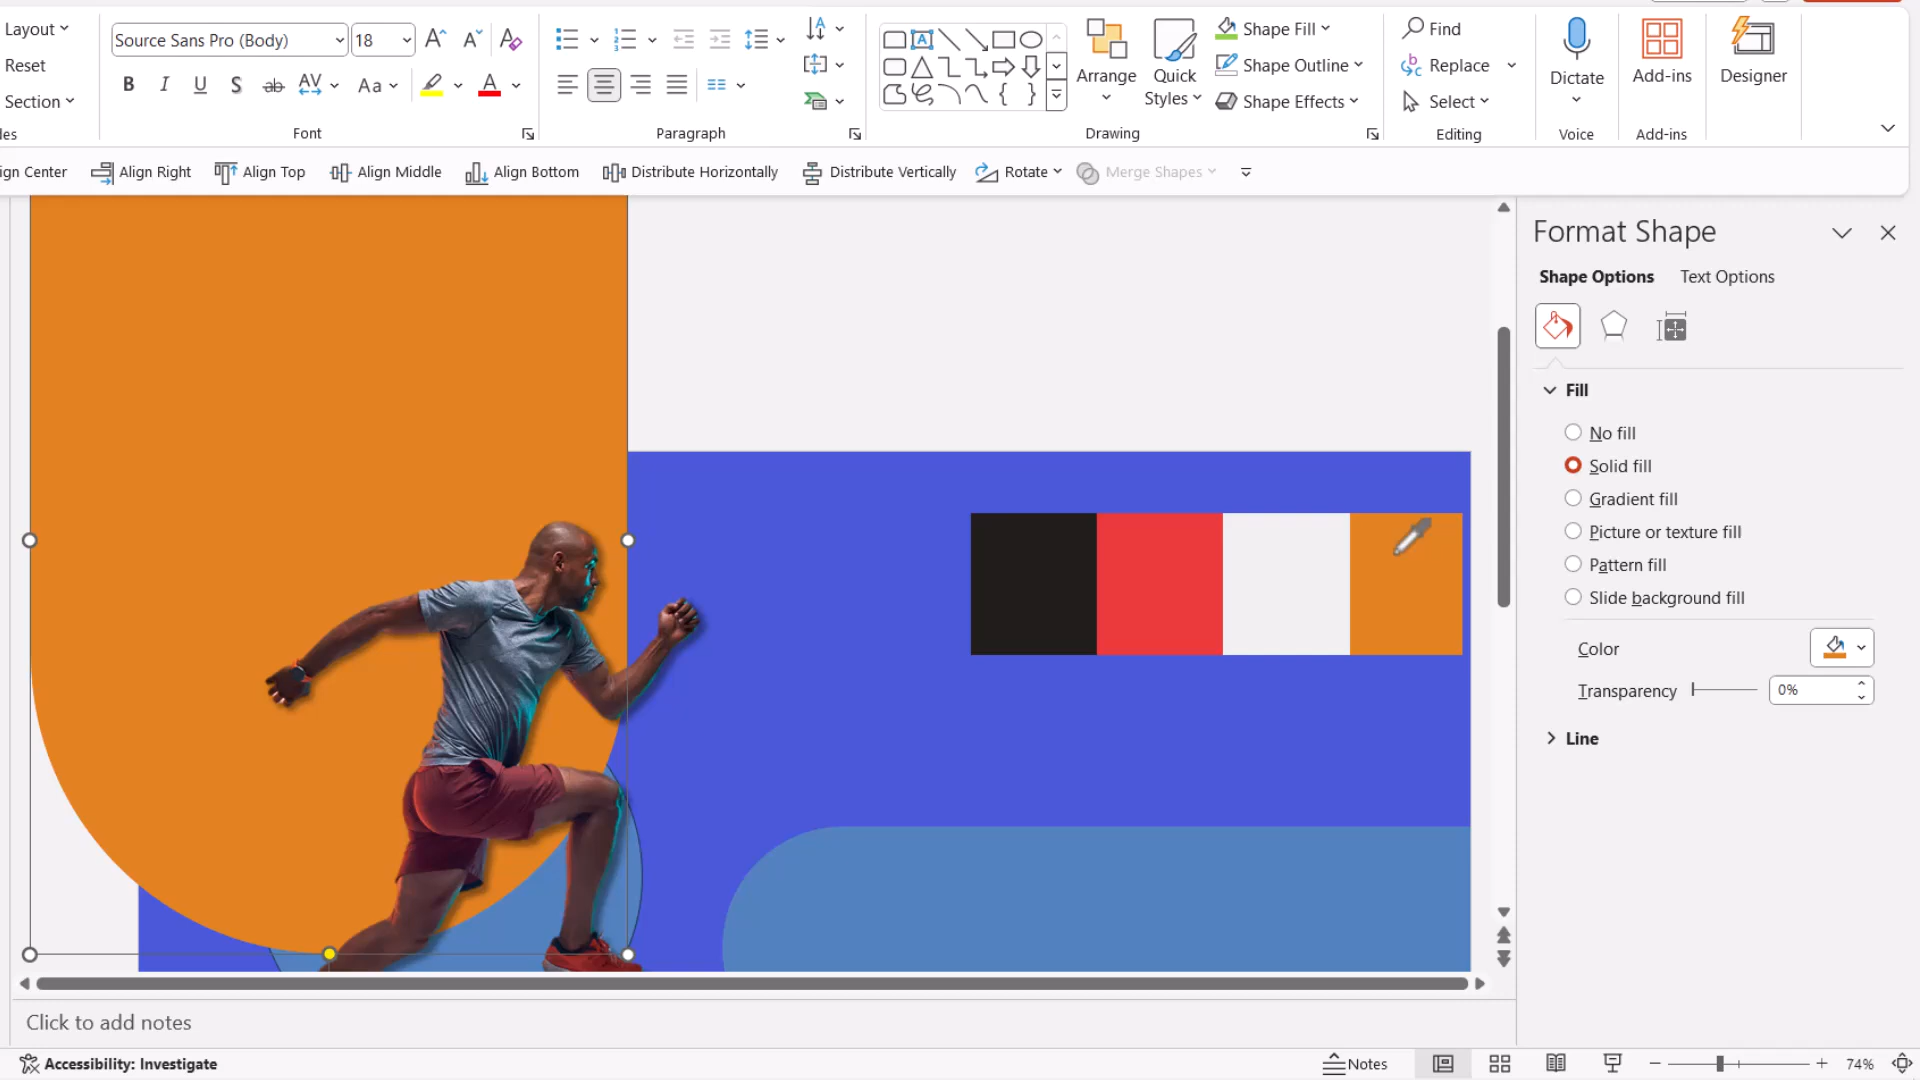 Layout
Reset
Section
Source Sans Pro (Body)
18
Font
Paragraph
Arrange
Quick
Styles
Shape Fill
Shape Outline
Shape Effects
Drawing
Find
Replace
Select
Editing
Dictate
Voice
Add-ins
Add-ins
Designer
les
ign Center
Align Right
Align Top
Align Middle
Align Bottom
Distribute Horizontally
Distribute Vertically
Rotate
Merge Shapes
Format Shape
Shape Options
Text Options
Fill
No fill
Solid fill
Gradient fill
Picture or texture fill
Pattern fill
Slide background fill
Color
Transparency
0%
Line
Click to add notes
Accessibility: Investigate
Notes
74%